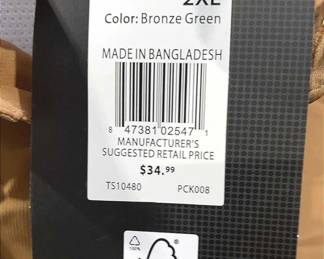 2XL
Color: Bronze Green
MADE IN BANGLADESH
8 47381 02547 1
MANUFACTURER'S
SUGGESTED RETAIL PRICE
$34.99
TS10480 PCK008
100%